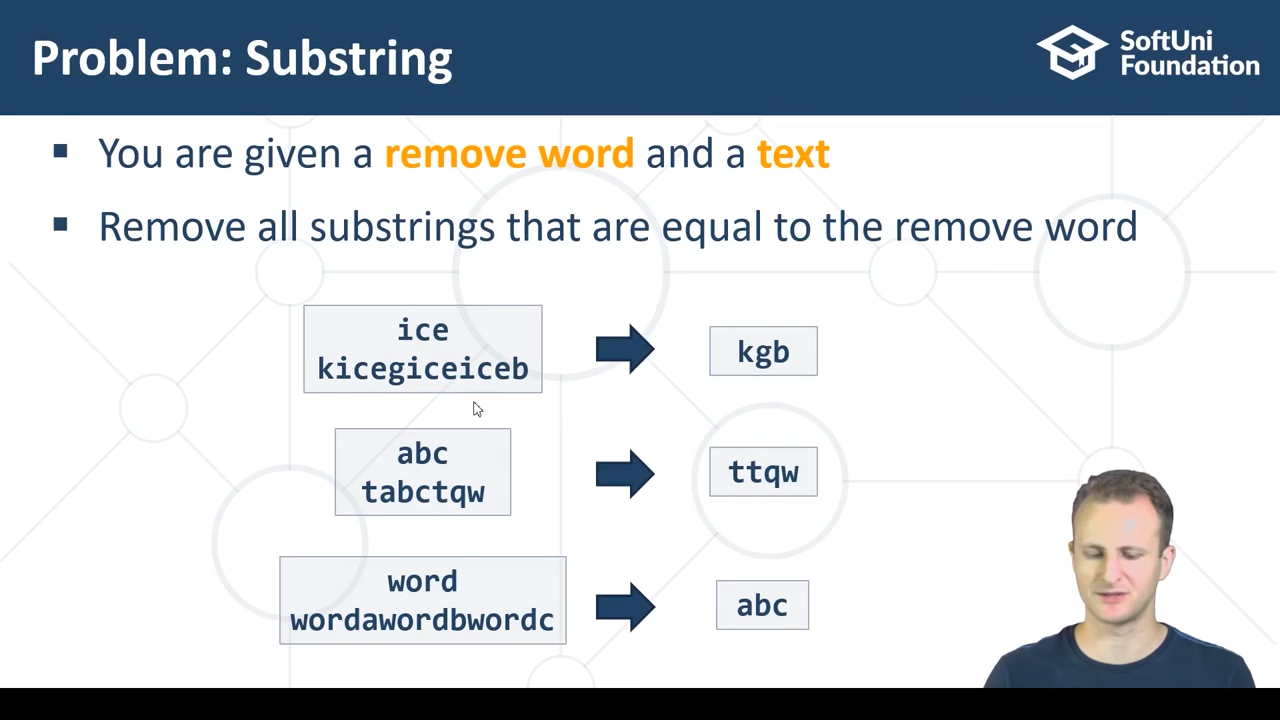 Problem: Substring
SoftUni
Foundation
▪ You are given a remove word and a text
▪ Remove all substrings that are equal to the remove word
ice
kicegiceiceb
kgb
abc
tabctqw
ttqw
word
wordawordbwordc
abc